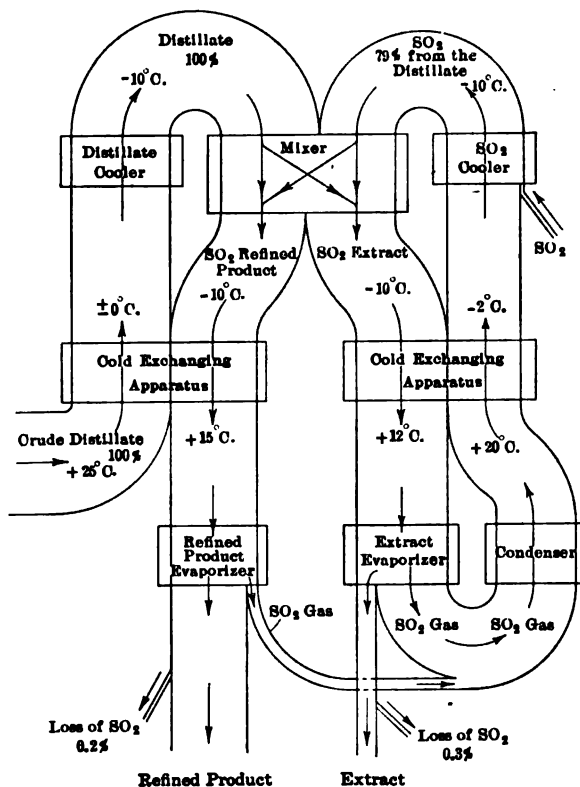 Distillate
100%
SO2
79% from the
Distillate
-10°C.
-10°C.
Distillate
Cooler
Mixer
SO2
Cooler
SO2
SO2 Refined
Product
SO2 Extract
-10°C.
-10°C.
±0°C.
-2°C.
Cold Exchanging
Apparatus
Cold Exchanging
Apparatus
Crude Distillate
100%
+25°C.
+15°C.
+12°C.
+20°C.
Refined
Product
Evaporizer
Extract
Evaporizer
Condenser
SO2 Gas
SO2 Gas
SO2 Gas
Loss of SO2
0.2%
Loss of SO2
0.3%
Refined Product
Extract